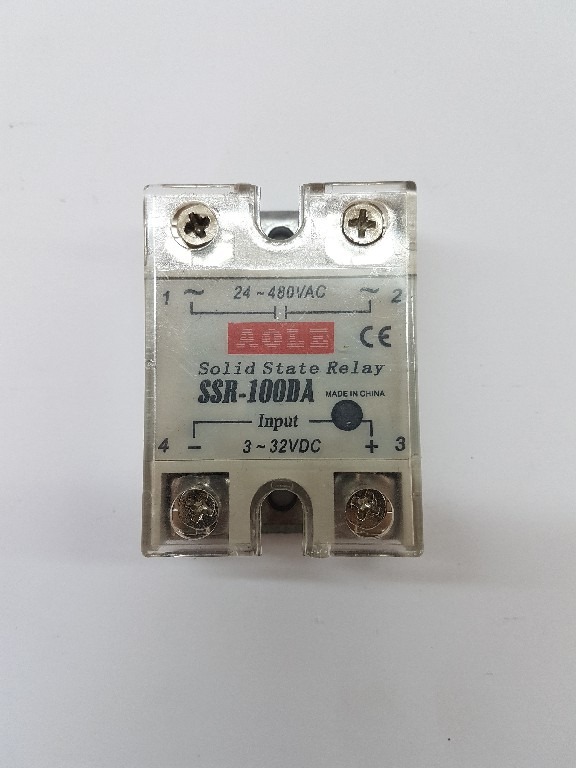 1 ~ 24~480VAC ~ 2
AOLE CE
Solid State Relay
SSR-100DA MADE IN CHINA
Input
4 - 3~32VDC + 3